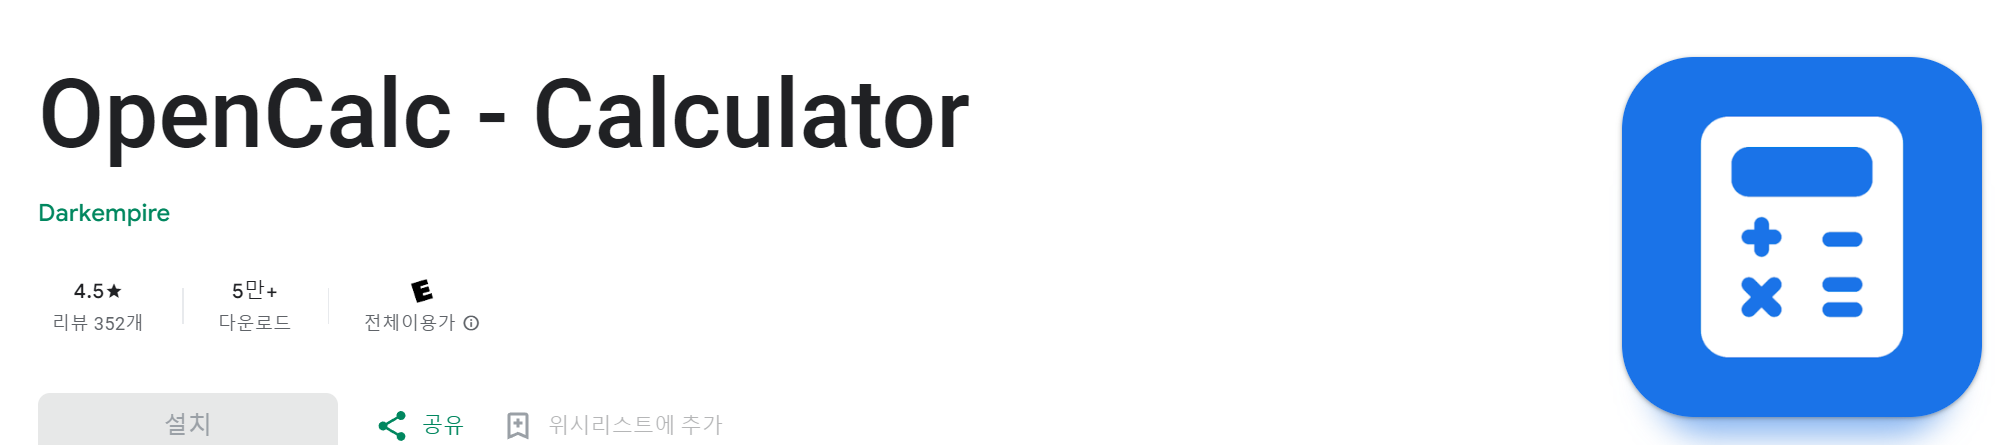 OpenCalc - Calculator
Darkempire
4.5★
리뷰 352개
5만+
다운로드
E
전체이용가
설치
공유
위시리스트에 추가